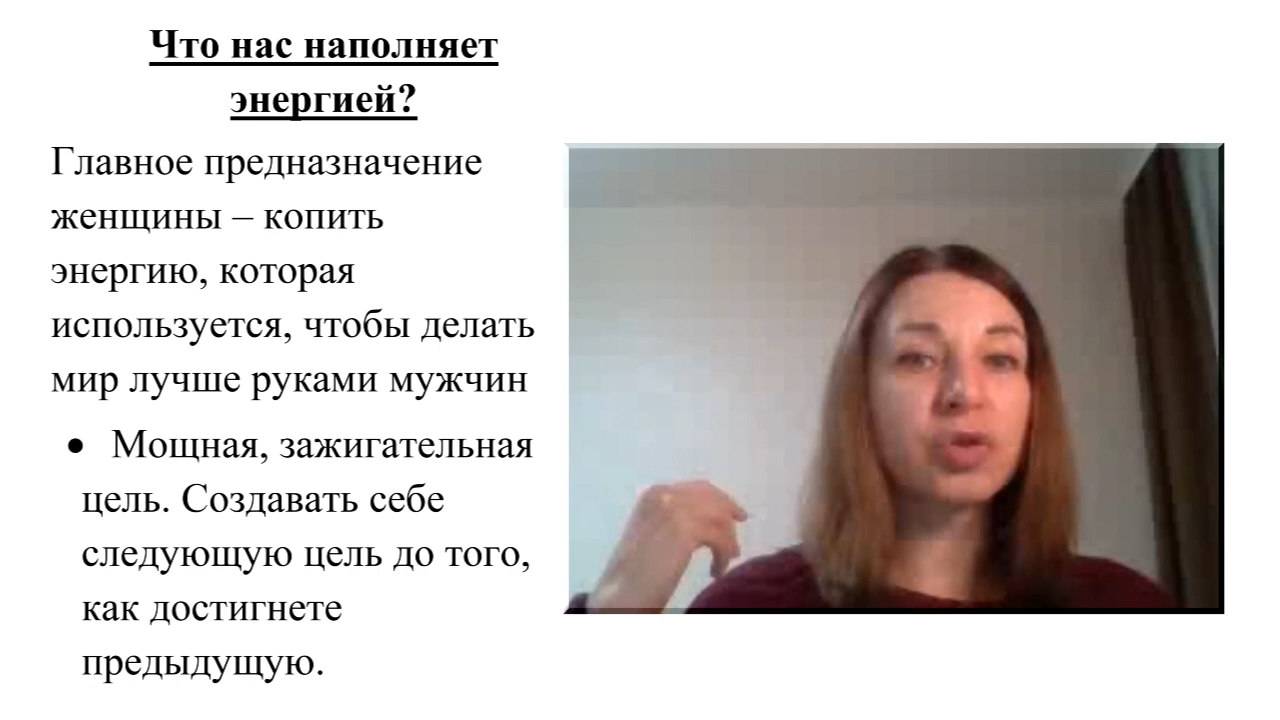 Что нас наполняет
энергией?
Главное предназначение
женщины – копить
энергию, которая
используется, чтобы делать
мир лучше руками мужчин
• Мощная, зажигательная
цель. Создавать себе
следующую цель до того,
как достигнете
предыдущую.